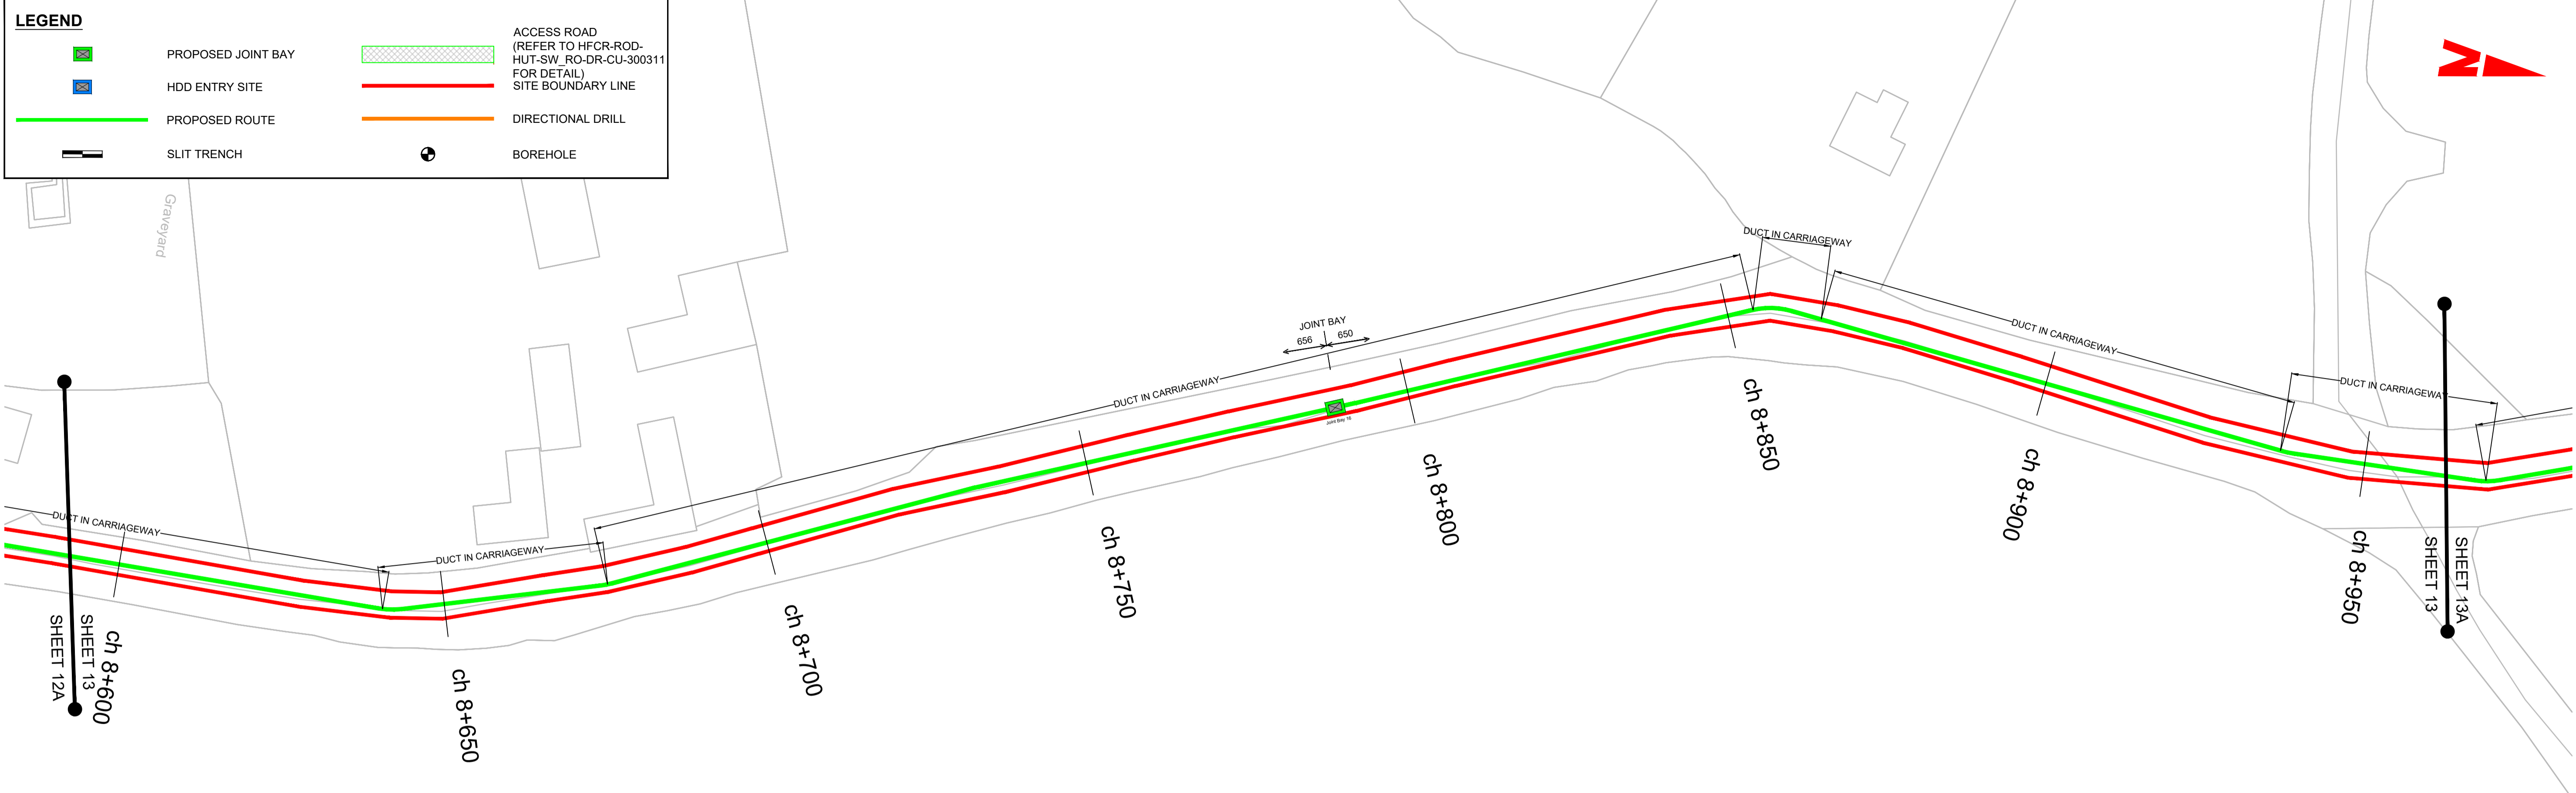 LEGEND
PROPOSED JOINT BAY
HDD ENTRY SITE
PROPOSED ROUTE
SLIT TRENCH
ACCESS ROAD
(REFER TO HFCR-ROD-
HUT-SW_RO-DR-CU-300311
FOR DETAIL)
SITE BOUNDARY LINE
DIRECTIONAL DRILL
BOREHOLE
N
Graveyard
DUCT IN CARRIAGEWAY
DUCT IN CARRIAGEWAY
DUCT IN CARRIAGEWAY
JOINT BAY
656
650
Joint Bay 16
DUCT IN CARRIAGEWAY
DUCT IN CARRIAGEWAY
DUCT IN CARRIAGEWAY
SHEET 12A
SHEET 13
ch 8+600
ch 8+650
ch 8+700
ch 8+750
ch 8+800
ch 8+850
ch 8+900
ch 8+950
SHEET 13
SHEET 13A